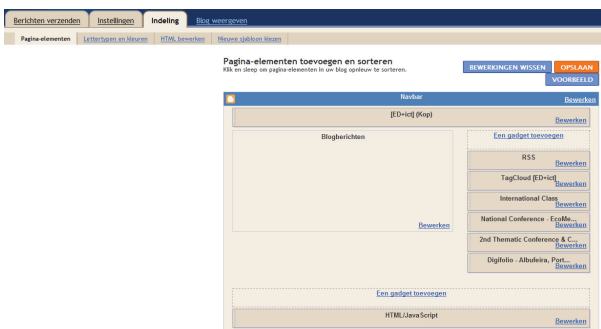 Berichten verzenden Instellingen Indeling Blog weergeven
Pagina-elementen Lettertypen en kleuren HTML bewerken Nieuwe sjabloon kiezen
Pagina-elementen toevoegen en sorteren
Klik en sleep om pagina-elementen in uw blog opnieuw te sorteren.
BEWERKINGEN WISSEN OPSLAAN
VOORBEELD
Navbar
Bewerken
[ED+ict] (Kop)
Bewerken
Blogberichten
Bewerken
Een gadget toevoegen
RSS
Bewerken
TagCloud [ED+ict]
Bewerken
International Class
Bewerken
National Conference - EcoMe...
Bewerken
2nd Thematic Conference & C...
Bewerken
Digifolio - Albufeira, Port...
Bewerken
Een gadget toevoegen
HTML/JavaScript
Bewerken